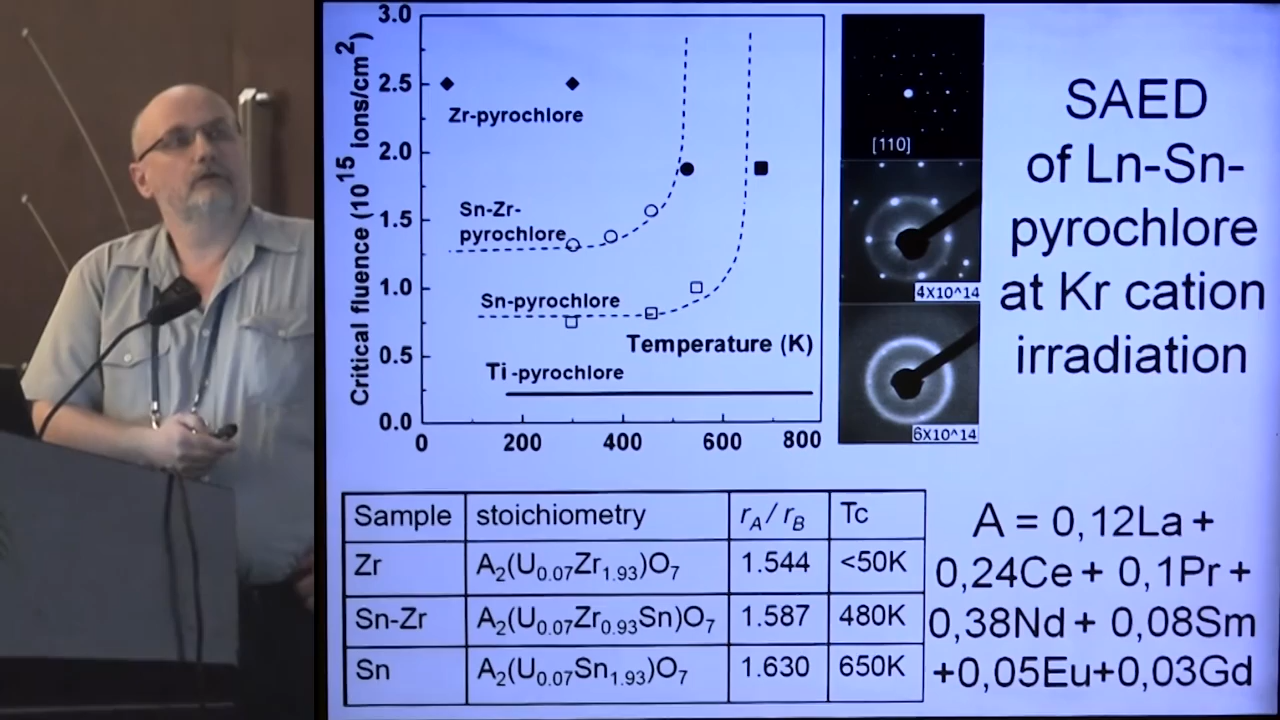 3.0
2.5
2.0
1.5
1.0
0.5
0.0
Critical fluence (10^15 ions/cm^2)
Zr-pyrochlore
Sn-Zr-
pyrochlore
Sn-pyrochlore
Temperature (K)
Ti-pyrochlore
0 200 400 600 800
[110]
4X10^14
6X10^14
SAED
of Ln-Sn-
pyrochlore
at Kr cation
irradiation
Sample stoichiometry r_A/r_B Tc
Zr A₂(U₀.₀₇Zr₁.₉₃)O₇ 1.544 <50K
Sn-Zr A₂(U₀.₀₇Zr₀.₉₃Sn)O₇ 1.587 480K
Sn A₂(U₀.₀₇Sn₁.₉₃)O₇ 1.630 650K
A = 0,12La +
0,24Ce + 0,1Pr +
0,38Nd + 0,08Sm
+0,05Eu+0,03Gd